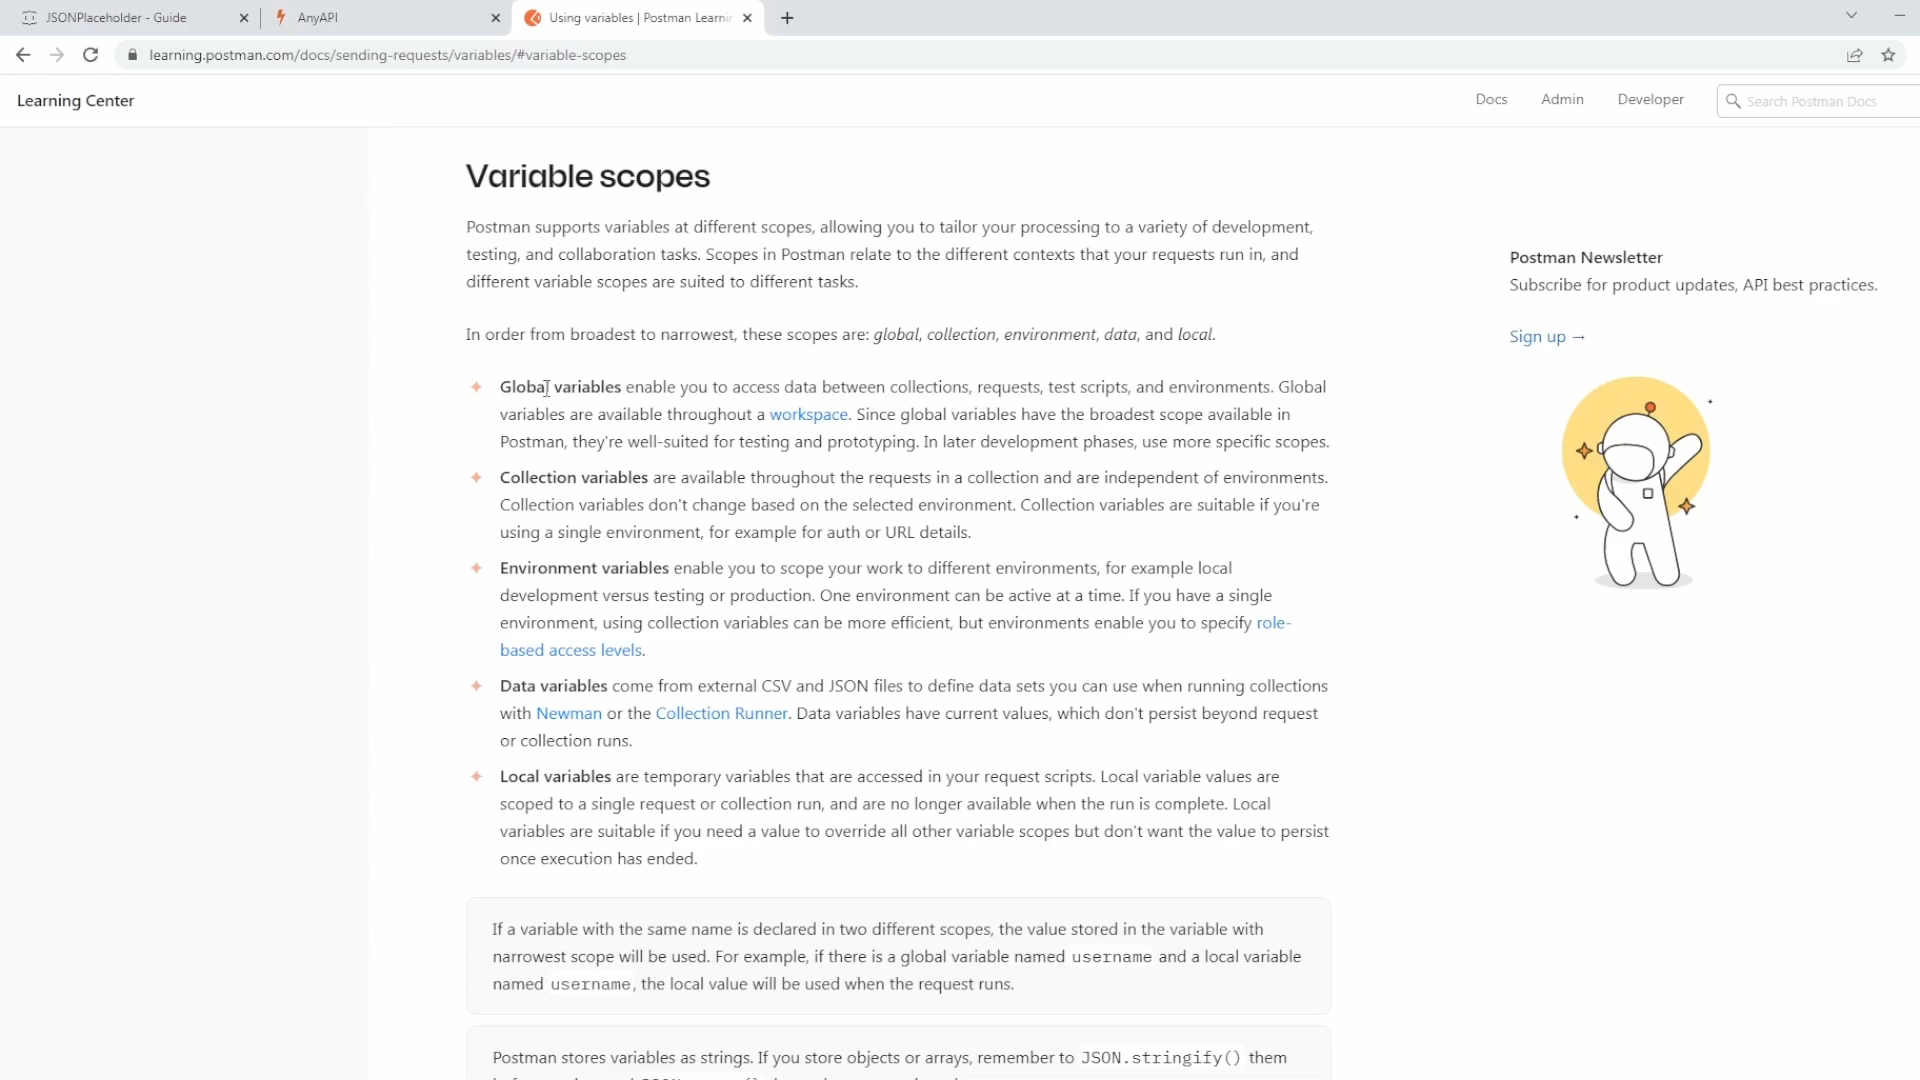 JSONPlaceholder - Guide
AnyAPI
Using variables | Postman Learnin
learning.postman.com/docs/sending-requests/variables/#variable-scopes
Learning Center
Docs
Admin
Developer
Search Postman Docs
Variable scopes
Postman supports variables at different scopes, allowing you to tailor your processing to a variety of development,
testing, and collaboration tasks. Scopes in Postman relate to the different contexts that your requests run in, and
different variable scopes are suited to different tasks.
In order from broadest to narrowest, these scopes are: global, collection, environment, data, and local.
Global variables enable you to access data between collections, requests, test scripts, and environments. Global
variables are available throughout a workspace. Since global variables have the broadest scope available in
Postman, they're well-suited for testing and prototyping. In later development phases, use more specific scopes.
Collection variables are available throughout the requests in a collection and are independent of environments.
Collection variables don't change based on the selected environment. Collection variables are suitable if you're
using a single environment, for example for auth or URL details.
Environment variables enable you to scope your work to different environments, for example local
development versus testing or production. One environment can be active at a time. If you have a single
environment, using collection variables can be more efficient, but environments enable you to specify role-
based access levels.
Data variables come from external CSV and JSON files to define data sets you can use when running collections
with Newman or the Collection Runner. Data variables have current values, which don't persist beyond request
or collection runs.
Local variables are temporary variables that are accessed in your request scripts. Local variable values are
scoped to a single request or collection run, and are no longer available when the run is complete. Local
variables are suitable if you need a value to override all other variable scopes but don't want the value to persist
once execution has ended.
If a variable with the same name is declared in two different scopes, the value stored in the variable with
narrowest scope will be used. For example, if there is a global variable named username and a local variable
named username, the local value will be used when the request runs.
Postman stores variables as strings. If you store objects or arrays, remember to JSON.stringify() them
Postman Newsletter
Subscribe for product updates, API best practices.
Sign up →